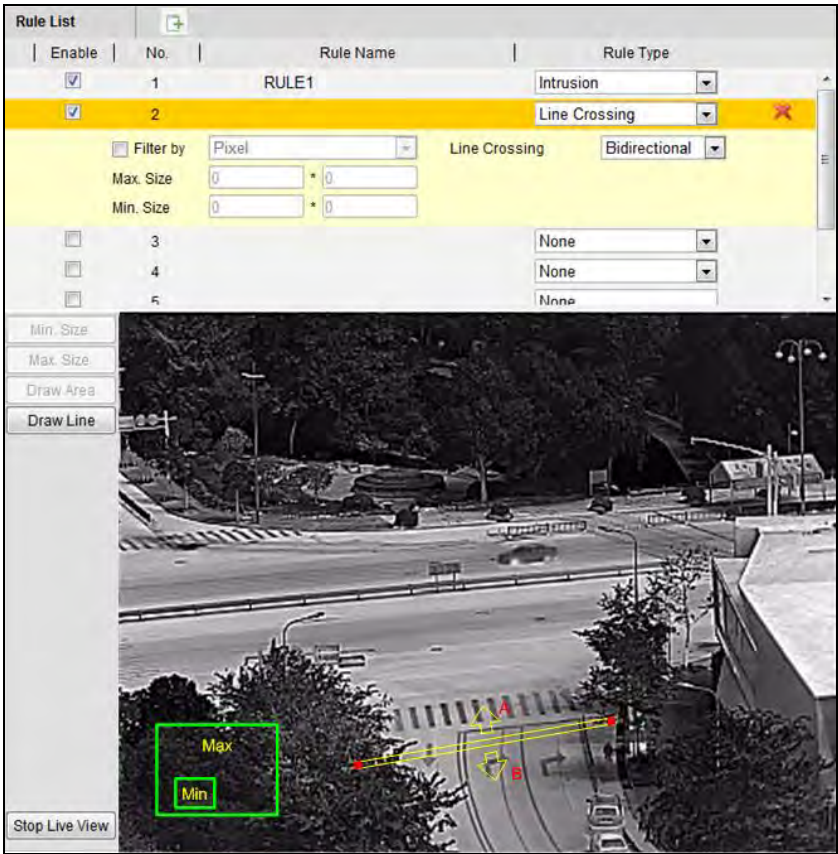 Rule List
Enable No. Rule Name Rule Type
1 RULE1 Intrusion
2 Line Crossing
Filter by Pixel Line Crossing Bidirectional
Max. Size 0 * 0
Min. Size 0 * 0
3 None
4 None
5 None
Min. Size
Max. Size
Draw Area
Draw Line
A
Max
B
Min
Stop Live View